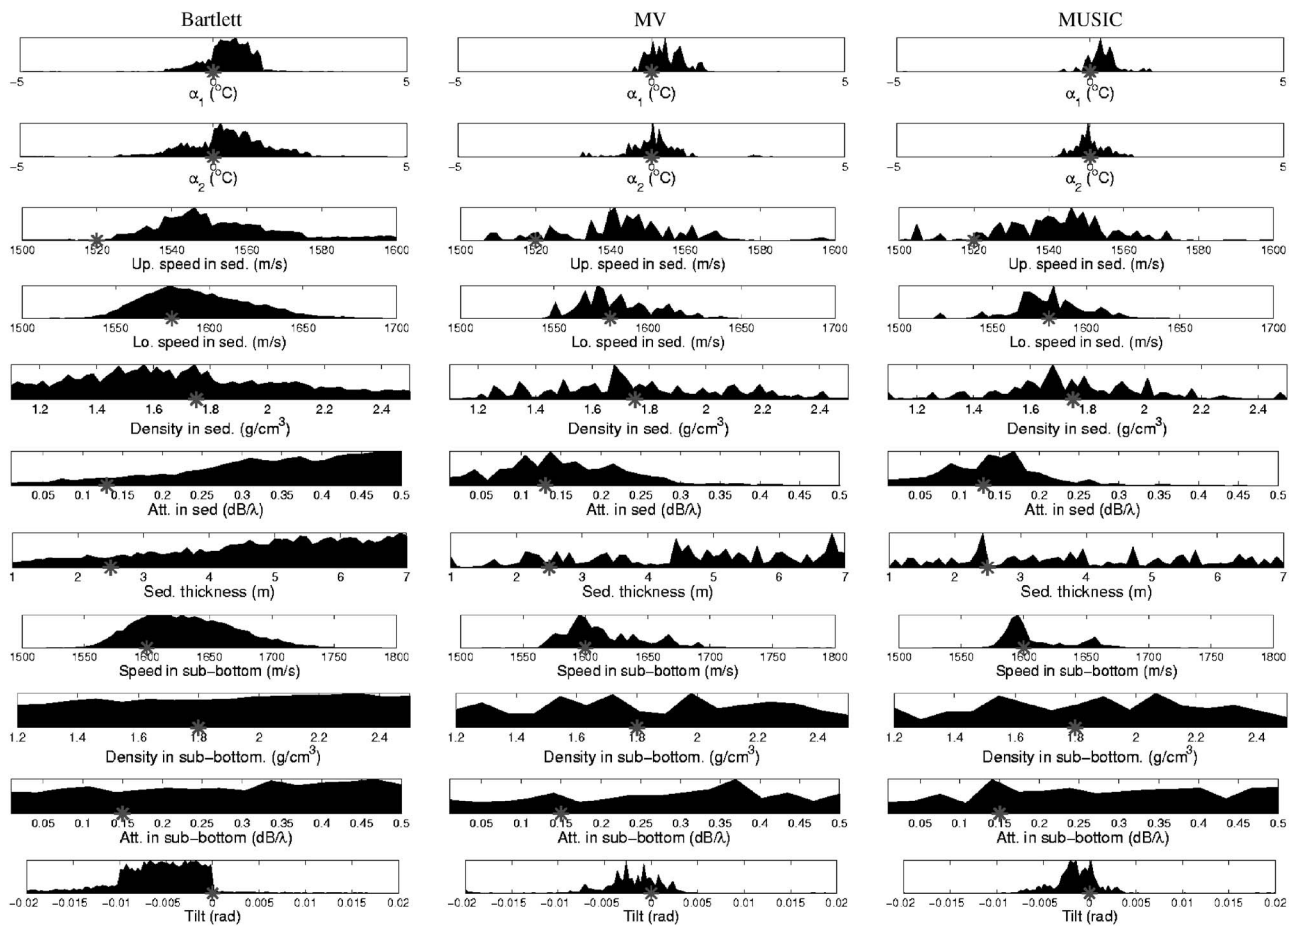 Bartlett MV MUSIC
−5 0 5 −5 0 5 −5 0 5
α1 (°C) α1 (°C) α1 (°C)
−5 0 5 −5 0 5 −5 0 5
α2 (°C) α2 (°C) α2 (°C)
1500 1520 1540 1560 1580 1600 1500 1520 1540 1560 1580 1600 1500 1520 1540 1560 1580 1600
Up. speed in sed. (m/s) Up. speed in sed. (m/s) Up. speed in sed. (m/s)
1500 1550 1600 1650 1700 1500 1550 1600 1650 1700 1500 1550 1600 1650 1700
Lo. speed in sed. (m/s) Lo. speed in sed. (m/s) Lo. speed in sed. (m/s)
1.2 1.4 1.6 1.8 2 2.2 2.4 1.2 1.4 1.6 1.8 2 2.2 2.4 1.2 1.4 1.6 1.8 2 2.2 2.4
Density in sed. (g/cm3) Density in sed. (g/cm3) Density in sed. (g/cm3)
0.05 0.1 0.15 0.2 0.25 0.3 0.35 0.4 0.45 0.5 0.05 0.1 0.15 0.2 0.25 0.3 0.35 0.4 0.45 0.5 0.05 0.1 0.15 0.2 0.25 0.3 0.35 0.4 0.45 0.5
Att. in sed (dB/λ) Att. in sed (dB/λ) Att. in sed (dB/λ)
1 2 3 4 5 6 7 1 2 3 4 5 6 7 1 2 3 4 5 6 7
Sed. thickness (m) Sed. thickness (m) Sed. thickness (m)
1500 1550 1600 1650 1700 1750 1800 1500 1550 1600 1650 1700 1750 1800 1500 1550 1600 1650 1700 1750 1800
Speed in sub−bottom (m/s) Speed in sub−bottom (m/s) Speed in sub−bottom (m/s)
1.2 1.4 1.6 1.8 2 2.2 2.4 1.2 1.4 1.6 1.8 2 2.2 2.4 1.2 1.4 1.6 1.8 2 2.2 2.4
Density in sub−bottom. (g/cm3) Density in sub−bottom. (g/cm3) Density in sub−bottom. (g/cm3)
0.05 0.1 0.15 0.2 0.25 0.3 0.35 0.4 0.45 0.5 0.05 0.1 0.15 0.2 0.25 0.3 0.35 0.4 0.45 0.5 0.05 0.1 0.15 0.2 0.25 0.3 0.35 0.4 0.45 0.5
Att. in sub−bottom (dB/λ) Att. in sub−bottom (dB/λ) Att. in sub−bottom (dB/λ)
−0.02 −0.015 −0.01 −0.005 0 0.005 0.01 0.015 0.02 −0.02 −0.015 −0.01 −0.005 0 0.005 0.01 0.015 0.02 −0.02 −0.015 −0.01 −0.005 0 0.005 0.01 0.015 0.02
Tilt (rad) Tilt (rad) Tilt (rad)